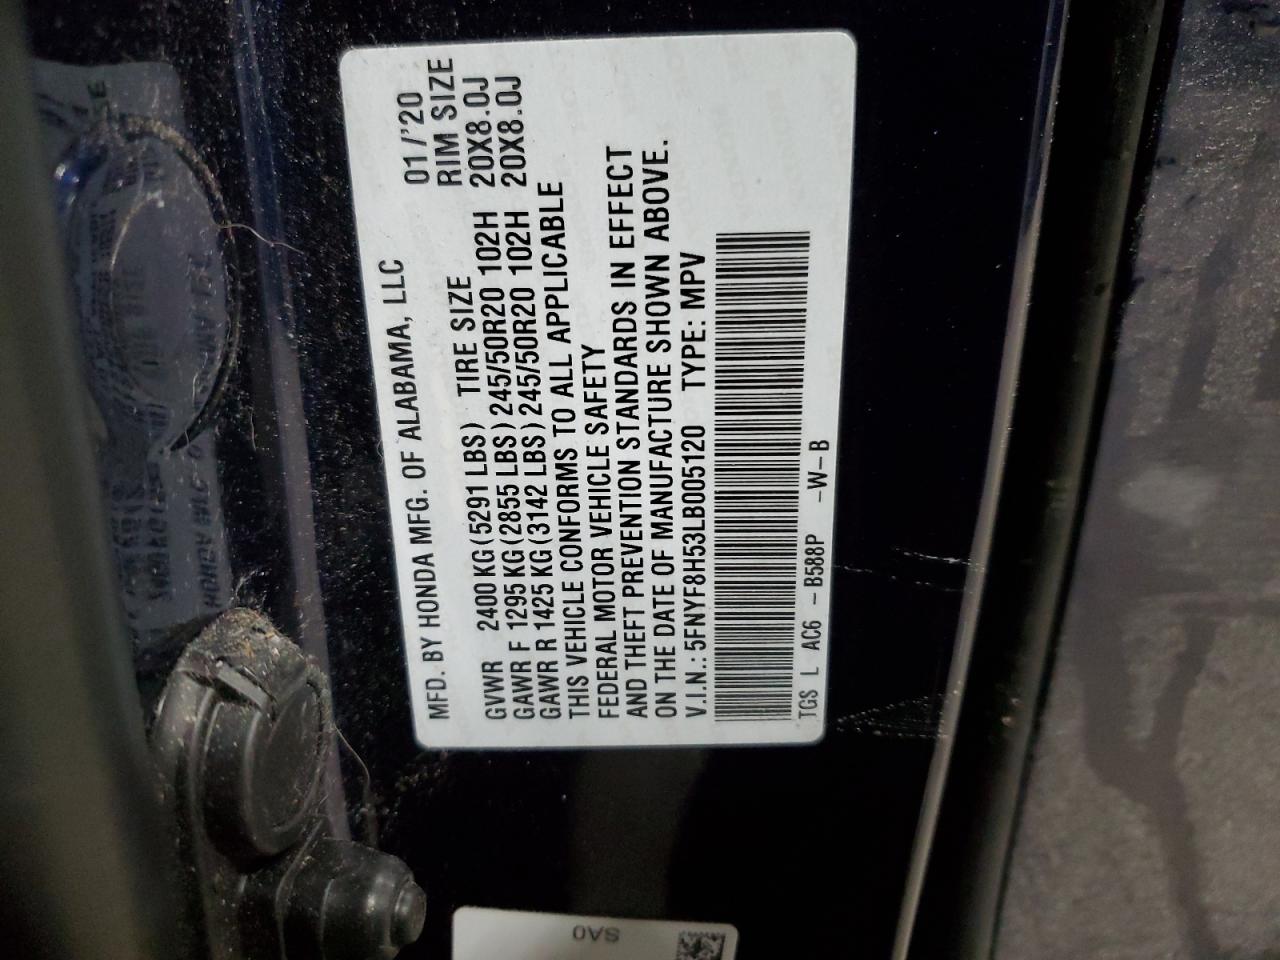 MFD. BY HONDA MFG. OF ALABAMA, LLC 01/'20
TIRE SIZE RIM SIZE
GVWR 2400 KG (5291 LBS)
GAWR F 1295 KG (2855 LBS) 245/50R20 102H 20X8.0J
GAWR R 1425 KG (3142 LBS) 245/50R20 102H 20X8.0J
THIS VEHICLE CONFORMS TO ALL APPLICABLE
FEDERAL MOTOR VEHICLE SAFETY
AND THEFT PREVENTION STANDARDS IN EFFECT
ON THE DATE OF MANUFACTURE SHOWN ABOVE.
V.I.N.: 5FNYF8H53LB005120 TYPE: MPV
TGS L AC6 -B588P -W-B
SA0